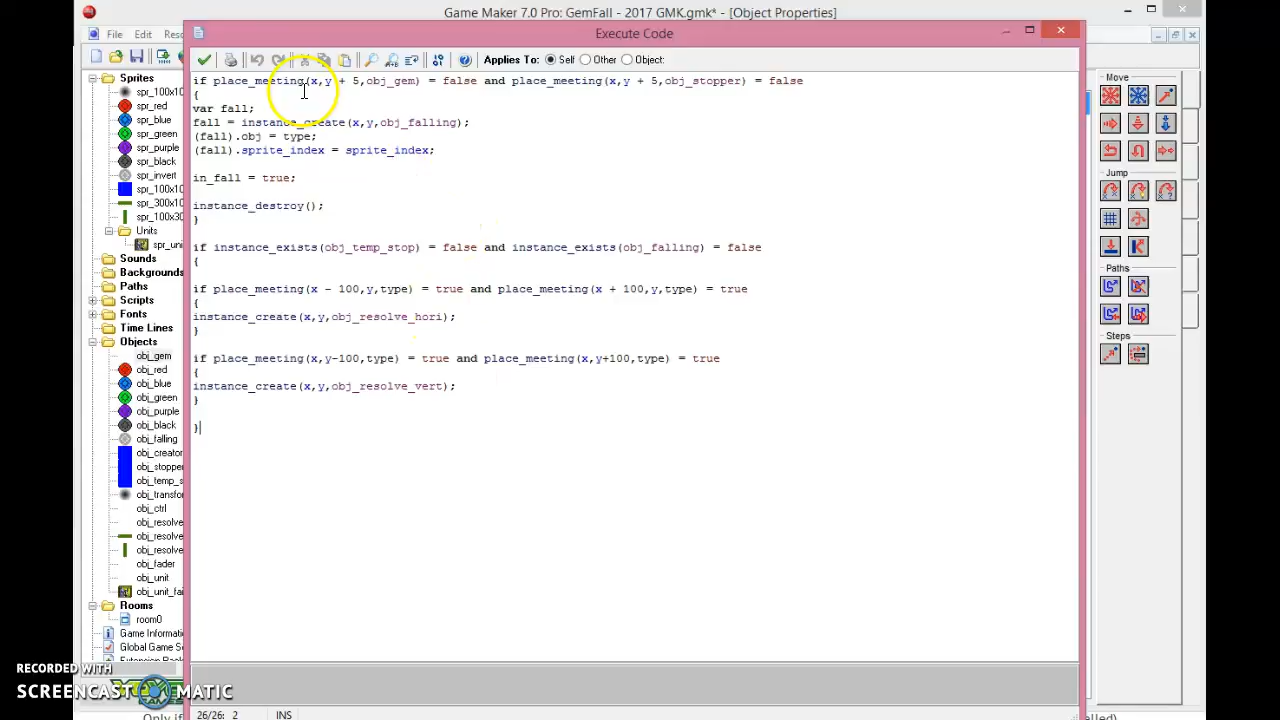 Game Maker 7.0 Pro: GemFall - 2017 GMK.gmk* - [Object Properties]
File Edit
Execute Code
Applies To: Self Other Object:
Sprites
spr_red
spr_blue
spr_green
spr_purple
spr_black
spr_invert
Units
Sounds
Backgrounds
Paths
Scripts
Fonts
Time Lines
Objects
obj_gem
obj_red
obj_blue
obj_green
obj_purple
obj_black
obj_falling
obj_creator
obj_ctrl
obj_fader
obj_unit
Rooms
room0
if place_meeting(x,y + 5,obj_gem) = false and place_meeting(x,y + 5,obj_stopper) = false
{
var fall;
fall = instance_create(x,y,obj_falling);
(fall).obj = type;
(fall).sprite_index = sprite_index;
in_fall = true;
instance_destroy();
}
if instance_exists(obj_temp_stop) = false and instance_exists(obj_falling) = false
{
if place_meeting(x - 100,y,type) = true and place_meeting(x + 100,y,type) = true
{
instance_create(x,y,obj_resolve_hori);
}
if place_meeting(x,y-100,type) = true and place_meeting(x,y+100,type) = true
{
instance_create(x,y,obj_resolve_vert);
}
}
Move
Jump
Paths
Steps
26/26: 2 INS
RECORDED WITH
SCREENCAST MATIC